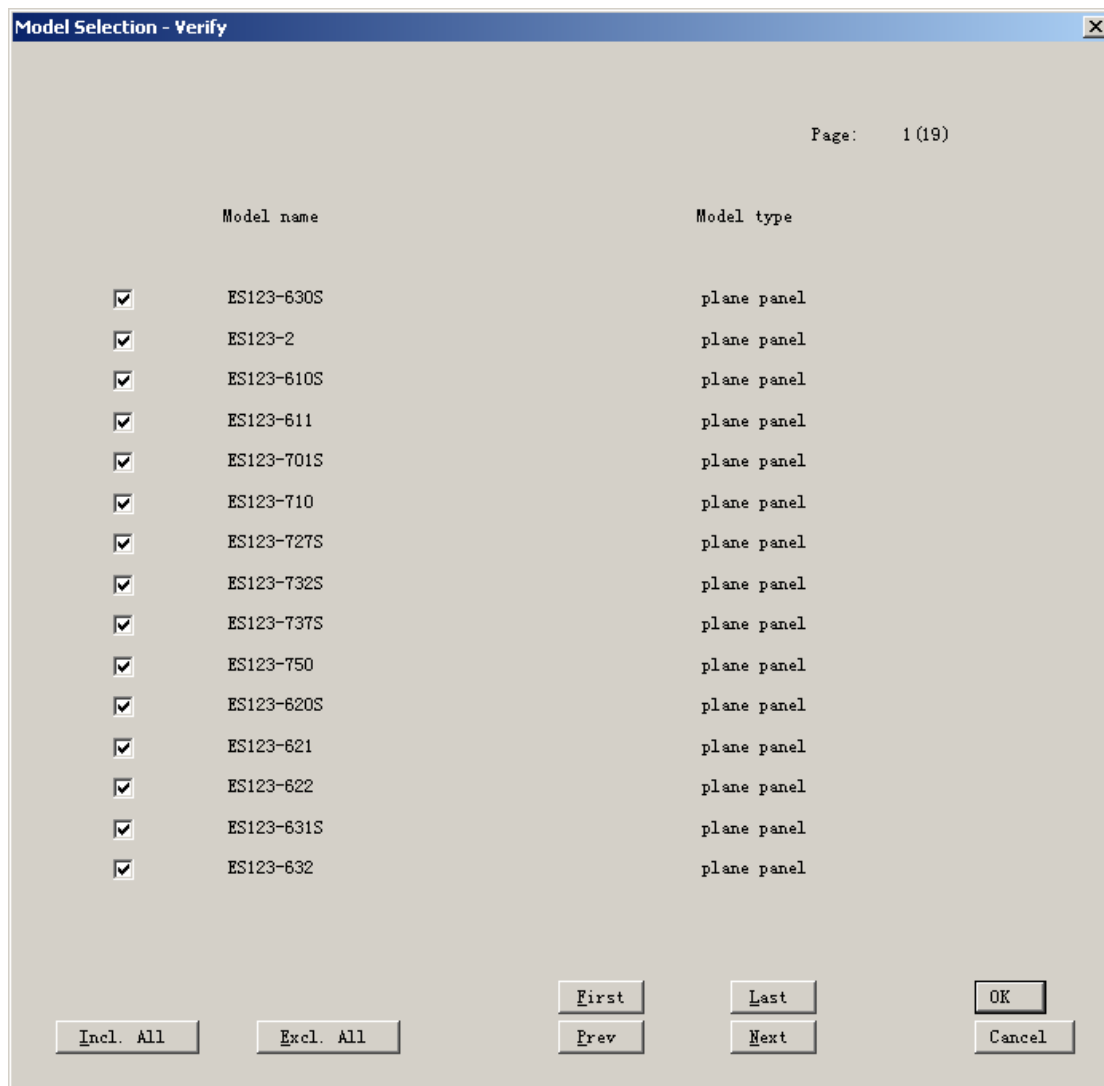 Model Selection - Verify
Page: 1(19)
Model name Model type
ES123-630S plane panel
ES123-2 plane panel
ES123-610S plane panel
ES123-611 plane panel
ES123-701S plane panel
ES123-710 plane panel
ES123-727S plane panel
ES123-732S plane panel
ES123-737S plane panel
ES123-750 plane panel
ES123-620S plane panel
ES123-621 plane panel
ES123-622 plane panel
ES123-631S plane panel
ES123-632 plane panel
First Last OK
Incl. All Excl. All Prev Next Cancel